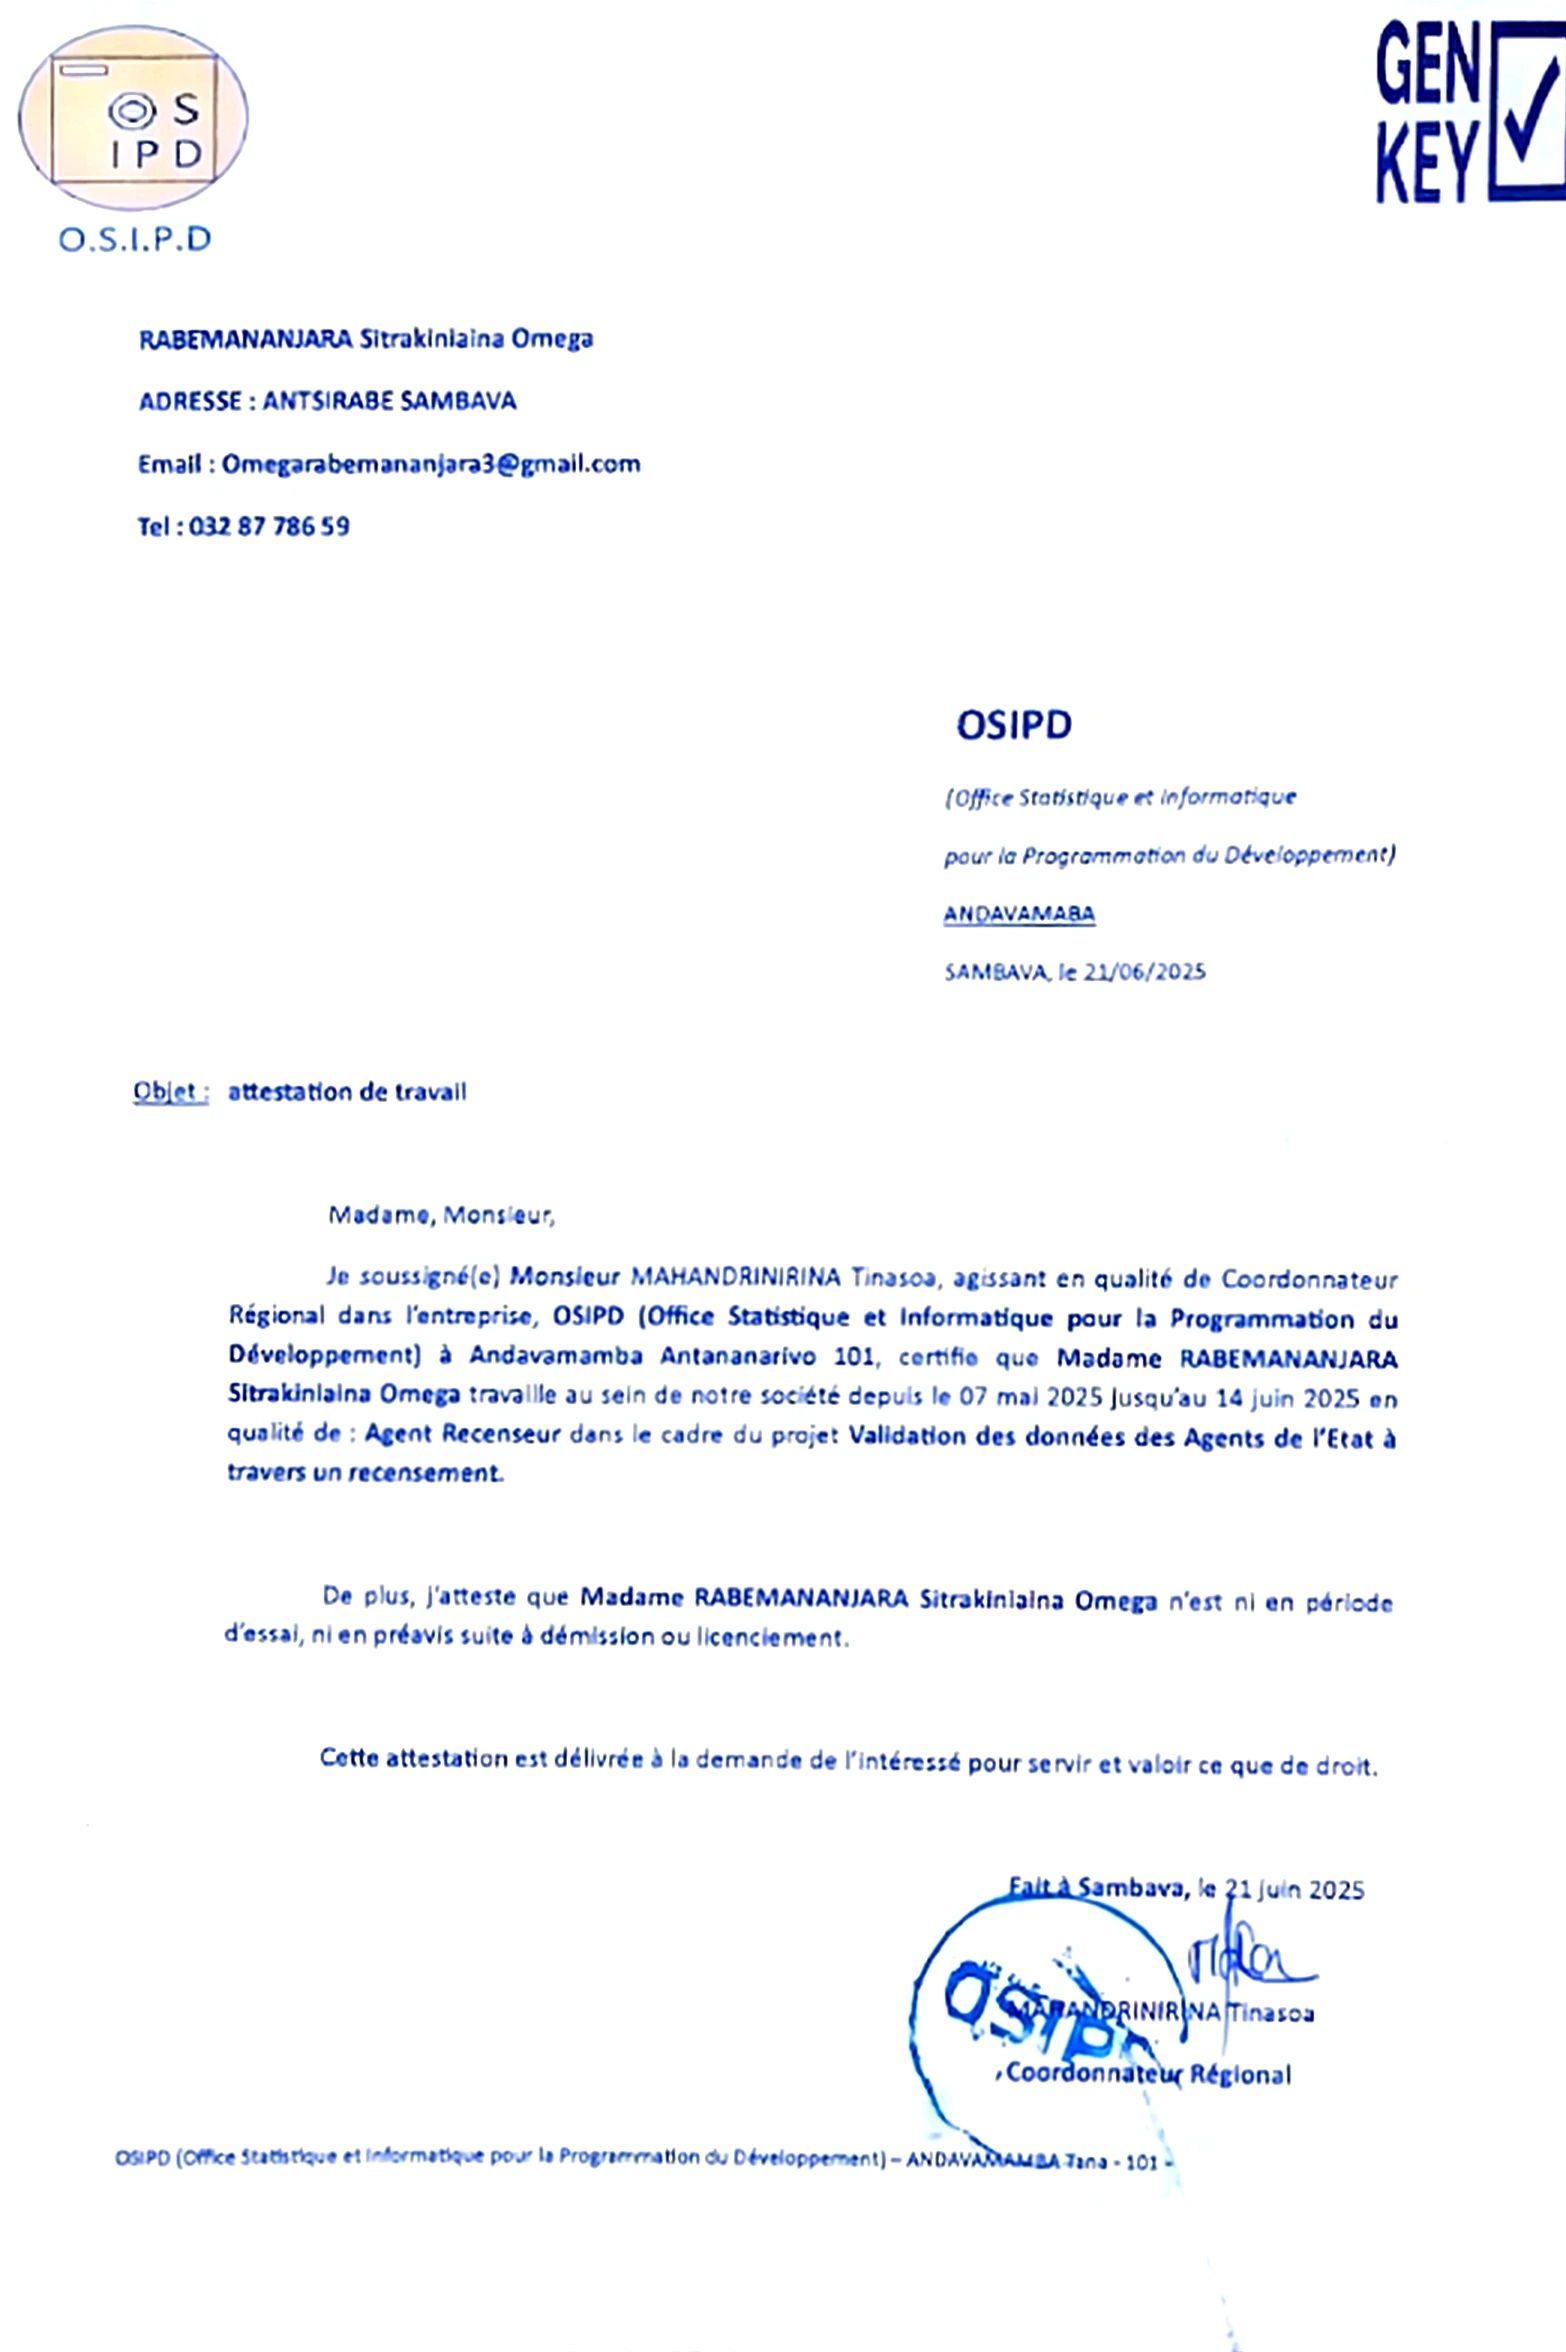 O S
I P D
O.S.I.P.D
GEN
KEY
RABEMANANJARA Sitrakiniaina Omega
ADRESSE : ANTSIRABE SAMBAVA
Email : Omegarabemananjara3@gmail.com
Tel : 032 87 786 59
OSIPD
(Office Statistique et Informatique
pour la Programmation du Développement)
ANDAVAMABA
SAMBAVA, le 21/06/2025
Objet : attestation de travail
Madame, Monsieur,
Je soussigné(e) Monsieur MAHANDRINIRINA Tinasoa, agissant en qualité de Coordonnateur
Régional dans l'entreprise, OSIPD (Office Statistique et Informatique pour la Programmation du
Développement) à Andavamamba Antananarivo 101, certifie que Madame RABEMANANJARA
Sitrakiniaina Omega travaille au sein de notre société depuis le 07 mai 2025 jusqu'au 14 juin 2025 en
qualité de : Agent Recenseur dans le cadre du projet Validation des données des Agents de l'Etat à
travers un recensement.
De plus, j'atteste que Madame RABEMANANJARA Sitrakiniaina Omega n'est ni en période
d'essai, ni en préavis suite à démission ou licenciement.
Cette attestation est délivrée à la demande de l'intéressé pour servir et valoir ce que de droit.
Fait à Sambava, le 21 juin 2025
OSIPD
MAHANDRINIRINA Tinasoa
Coordonnateur Régional
OSIPD (Office Statistique et Informatique pour la Programmation du Développement) – ANDAVAMAMBA Tana - 101 -